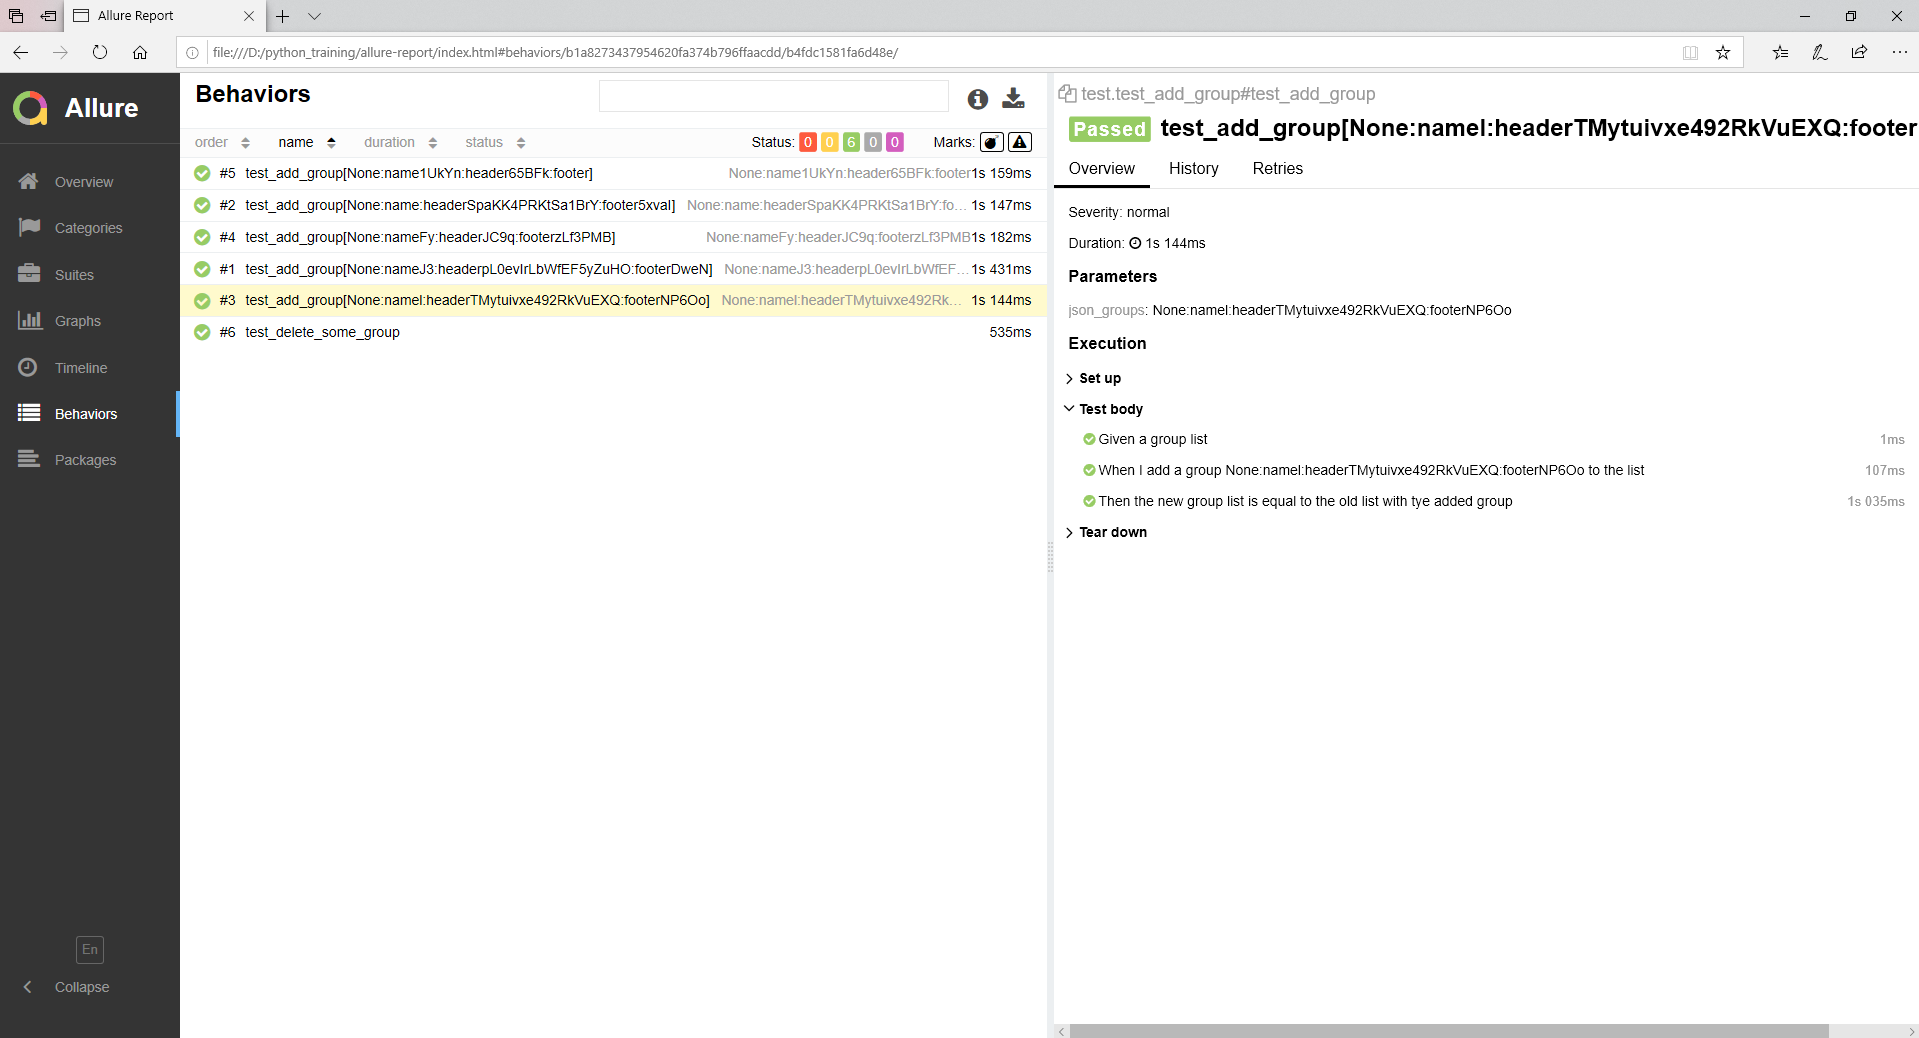 Allure Report
file:///D:/python_training/allure-report/index.html#behaviors/b1a8273437954620fa374b796ffaacdd/b4fdc1581fa6d48e/
Allure
Overview
Categories
Suites
Graphs
Timeline
Behaviors
Packages
En
Collapse
Behaviors
order name duration status Status: 0 0 6 0 0 Marks:
#5 test_add_group[None:name1UkYn:header65BFk:footer] None:name1UkYn:header65BFk:footer 1s 159ms
#2 test_add_group[None:name:headerSpaKK4PRKtSa1BrY:footer5xval] None:name:headerSpaKK4PRKtSa1BrY:fo... 1s 147ms
#4 test_add_group[None:nameFy:headerJC9q:footerzLf3PMB] None:nameFy:headerJC9q:footerzLf3PMB 1s 182ms
#1 test_add_group[None:nameJ3:headerpL0evIrLbWfEF5yZuHO:footerDweN] None:nameJ3:headerpL0evIrLbWfEF... 1s 431ms
#3 test_add_group[None:namel:headerTMytuivxe492RkVuEXQ:footerNP6Oo] None:namel:headerTMytuivxe492Rk... 1s 144ms
#6 test_delete_some_group 535ms
test.test_add_group#test_add_group
Passed test_add_group[None:namel:headerTMytuivxe492RkVuEXQ:footer
Overview History Retries
Severity: normal
Duration: 1s 144ms
Parameters
json_groups: None:namel:headerTMytuivxe492RkVuEXQ:footerNP6Oo
Execution
Set up
Test body
Given a group list 1ms
When I add a group None:namel:headerTMytuivxe492RkVuEXQ:footerNP6Oo to the list 107ms
Then the new group list is equal to the old list with tye added group 1s 035ms
Tear down